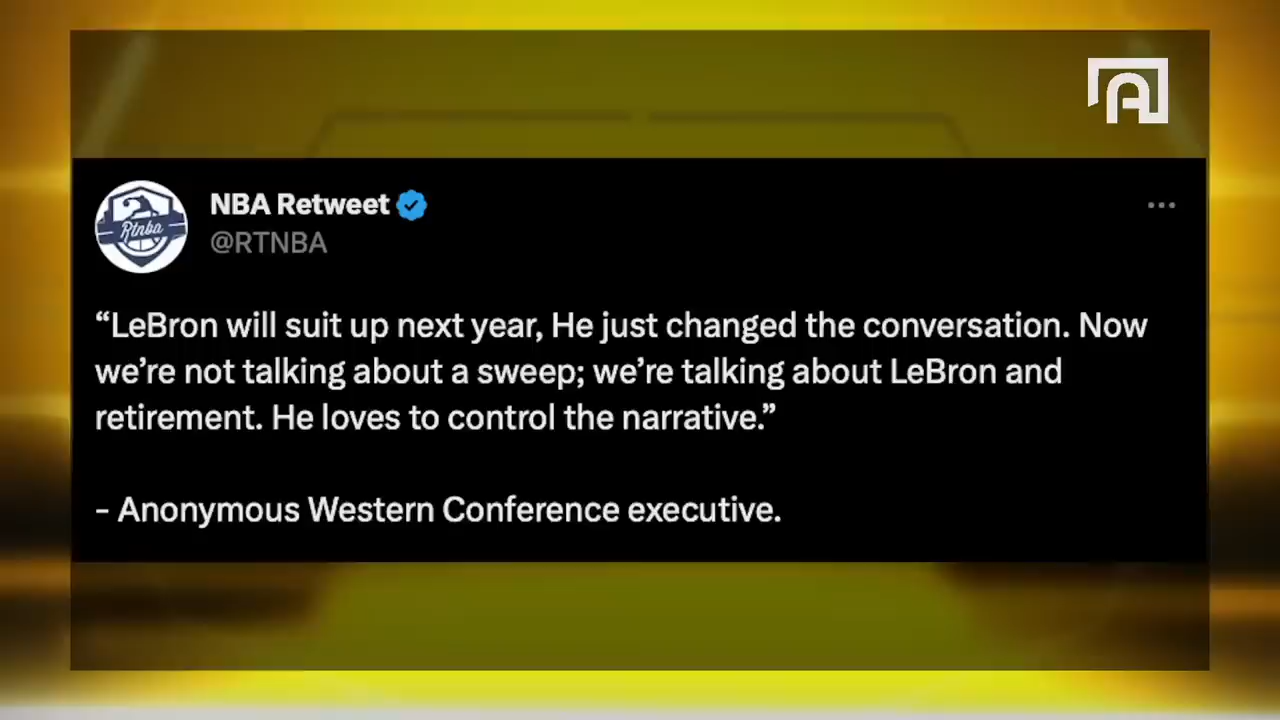 NBA Retweet
@RTNBA
Rtnba
“LeBron will suit up next year, He just changed the conversation. Now
we’re not talking about a sweep; we’re talking about LeBron and
retirement. He loves to control the narrative.”
– Anonymous Western Conference executive.